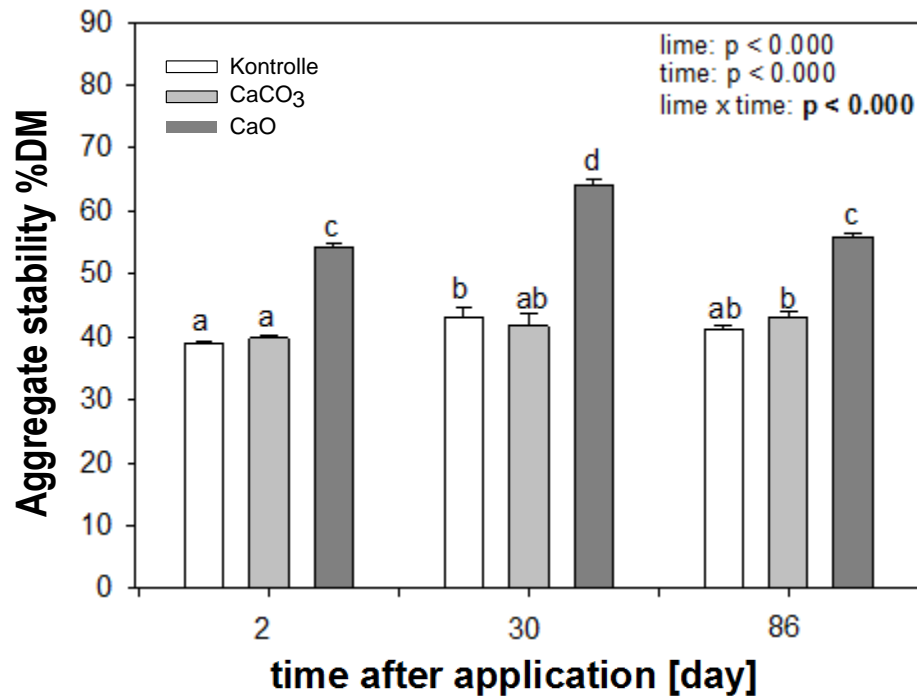 90
80
70
60
50
40
30
20
10
0
Aggregate stability %DM
Kontrolle
CaCO3
CaO
lime: p < 0.000
time: p < 0.000
lime x time: p < 0.000
a a c
b ab d
ab b c
2 30 86
time after application [day]